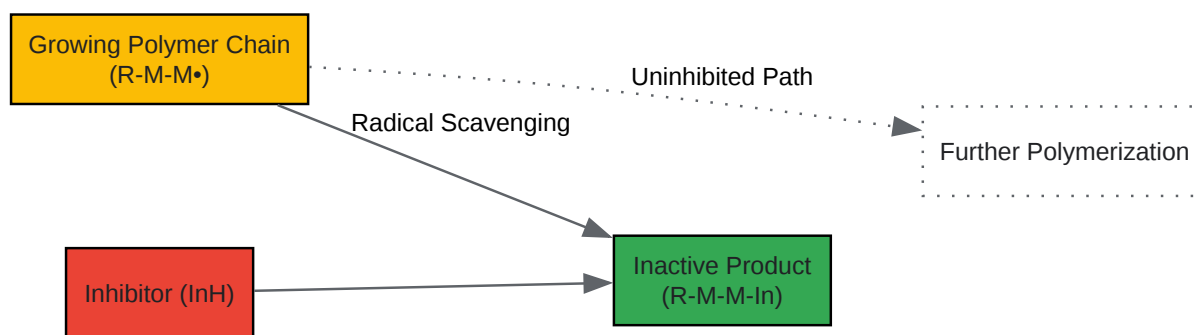 Growing Polymer Chain
(R-M-M•)
Uninhibited Path
Radical Scavenging
Further Polymerization
Inhibitor (InH)
Inactive Product
(R-M-M-In)